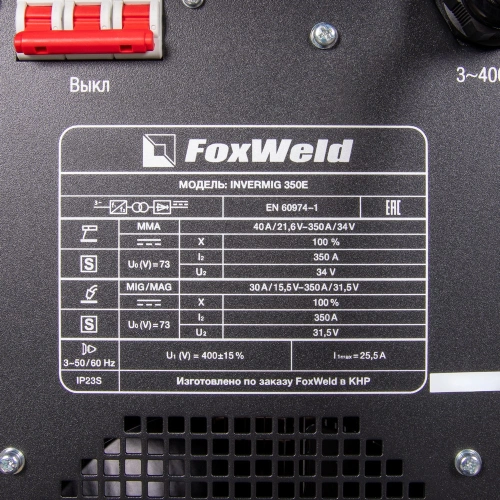 Выкл
3~400
FoxWeld
МОДЕЛЬ: INVERMIG 350E
EN 60974-1 EAC
MMA 40A/21,6V-350A/34V
X 100 %
S U₀(V)=73 I₂ 350 A
U₂ 34 V
MIG/MAG 30A/15,5V-350A/31,5V
X 100 %
S U₀(V)=73 I₂ 350A
U₂ 31,5V
3~50/60 Hz U₁ (V) = 400±15% I₁max=25,5A
IP23S Изготовлено по заказу FoxWeld в КНР